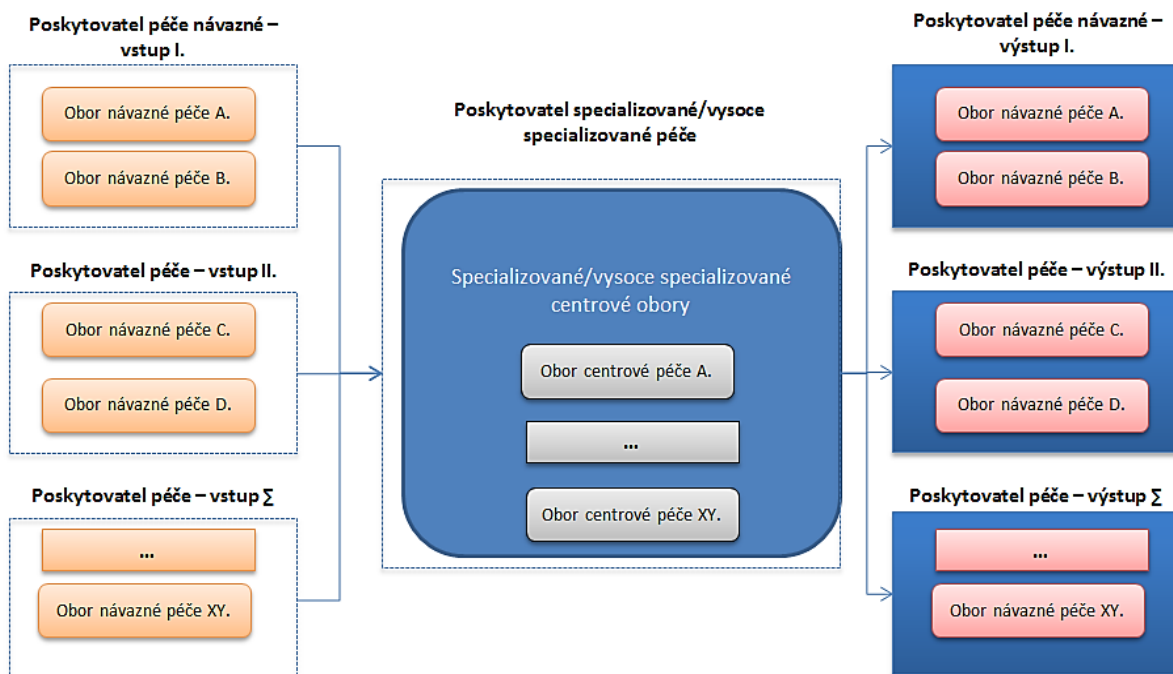 Poskytovatel péče návazné –
vstup I.
Obor návazné péče A.
Obor návazné péče B.
Poskytovatel péče – vstup II.
Obor návazné péče C.
Obor návazné péče D.
Poskytovatel péče – vstup ∑
...
Obor návazné péče XY.
Poskytovatel specializované/vysoce
specializované péče
Specializované/vysoce specializované
centrové obory
Obor centrové péče A.
...
Obor centrové péče XY.
Poskytovatel péče návazné –
výstup I.
Obor návazné péče A.
Obor návazné péče B.
Poskytovatel péče – výstup II.
Obor návazné péče C.
Obor návazné péče D.
Poskytovatel péče – výstup ∑
...
Obor návazné péče XY.